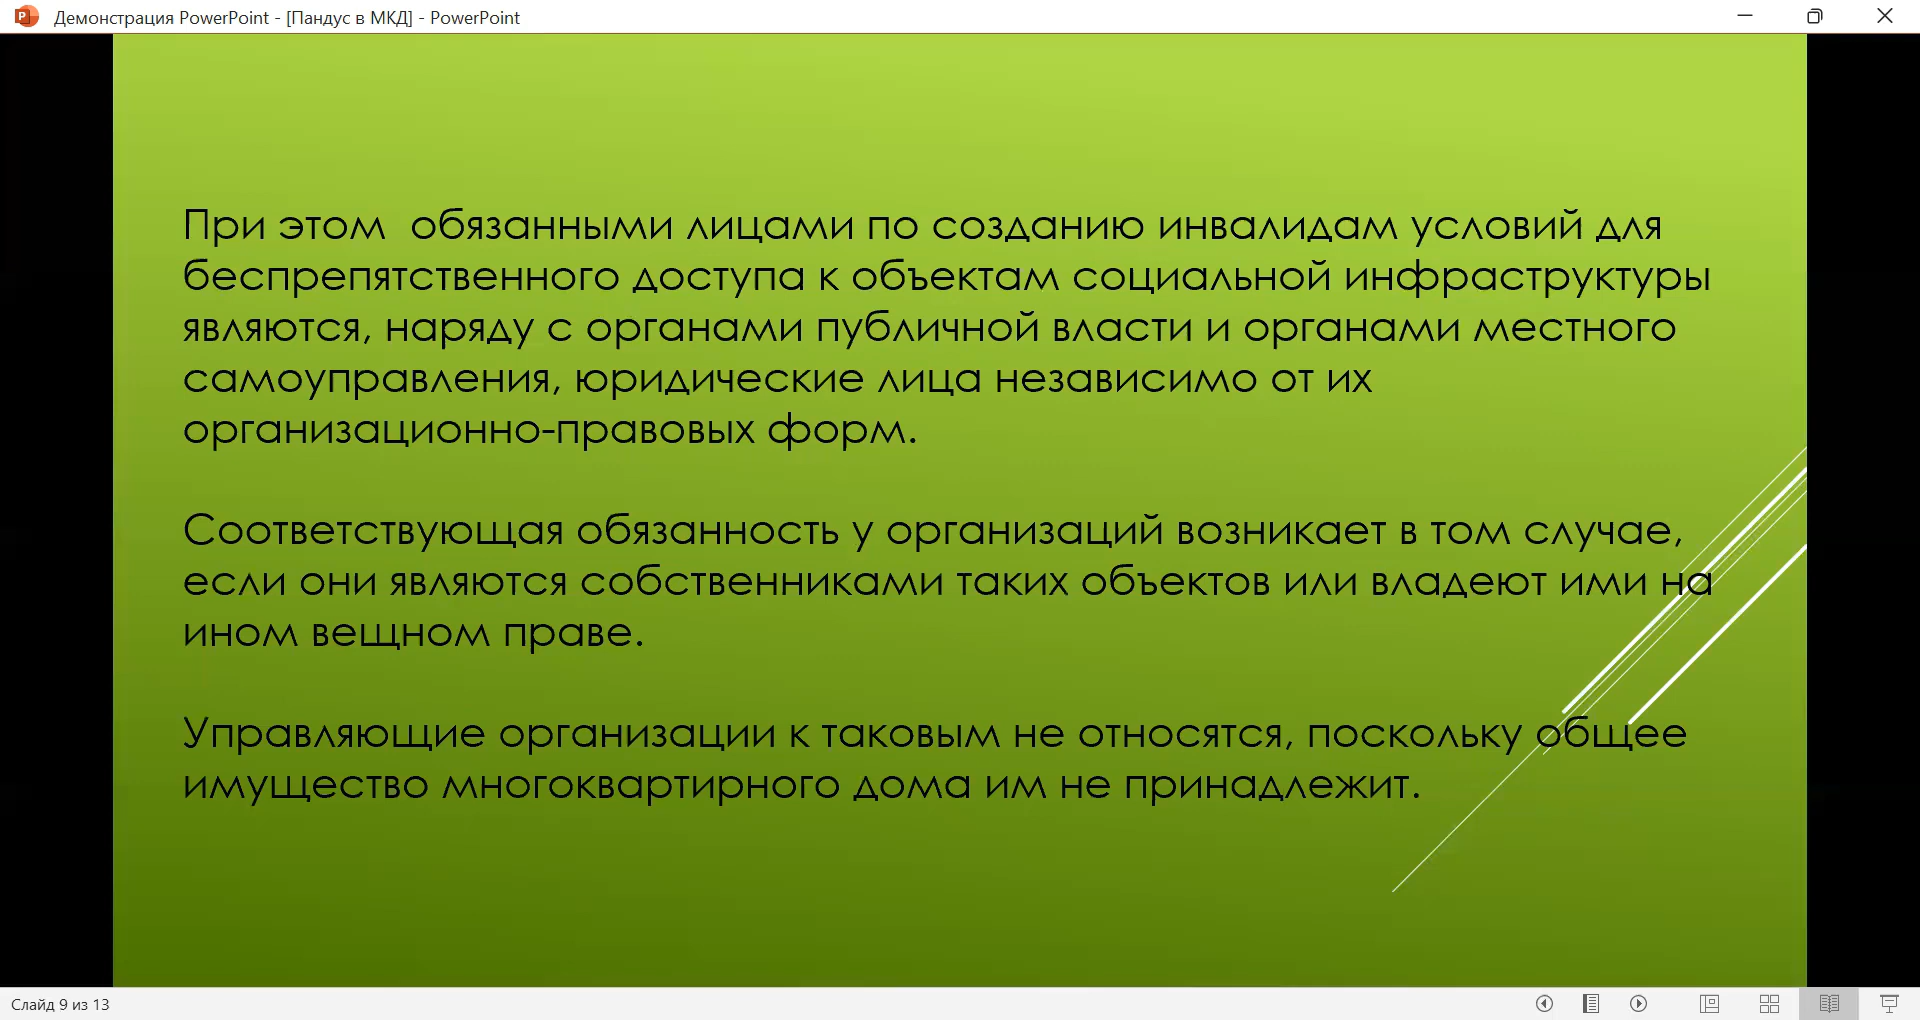 Демонстрация PowerPoint - [Пандус в МКД] - PowerPoint
При этом  обязанными лицами по созданию инвалидам условий для
беспрепятственного доступа к объектам социальной инфраструктуры
являются, наряду с органами публичной власти и органами местного
самоуправления, юридические лица независимо от их
организационно-правовых форм.
Соответствующая обязанность у организаций возникает в том случае,
если они являются собственниками таких объектов или владеют ими на
ином вещном праве.
Управляющие организации к таковым не относятся, поскольку общее
имущество многоквартирного дома им не принадлежит.
Слайд 9 из 13